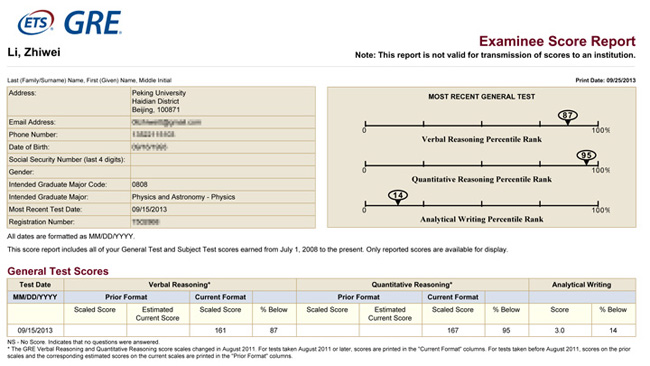 ETS GRE
Li, Zhiwei
Examinee Score Report
Note: This report is not valid for transmission of scores to an institution.
Last (Family/Surname) Name, First (Given) Name, Middle Initial
Print Date: 09/25/2013
Address: Peking University
Haidian District
Beijing, 100871
Email Address:
Phone Number:
Date of Birth:
Social Security Number (last 4 digits):
Gender:
Intended Graduate Major Code: 0808
Intended Graduate Major: Physics and Astronomy - Physics
Most Recent Test Date: 09/15/2013
Registration Number:
MOST RECENT GENERAL TEST
87
0 100%
Verbal Reasoning Percentile Rank
95
0 100%
Quantitative Reasoning Percentile Rank
14
0 100%
Analytical Writing Percentile Rank
All dates are formatted as MM/DD/YYYY.
This score report includes all of your General Test and Subject Test scores earned from July 1, 2008 to the present. Only reported scores are available for display.
General Test Scores
Test Date Verbal Reasoning* Quantitative Reasoning* Analytical Writing
MM/DD/YYYY Prior Format Current Format Prior Format Current Format
Scaled Score Estimated Current Score Scaled Score % Below Scaled Score Estimated Current Score Scaled Score % Below Score % Below
09/15/2013 161 87 167 95 3.0 14
NS - No Score. Indicates that no questions were answered.
* The GRE Verbal Reasoning and Quantitative Reasoning score scales changed in August 2011. For tests taken August 2011 or later, scores are printed in the "Current Format" columns. For tests taken before August 2011, scores on the prior
scales and the corresponding estimated scores on the current scales are printed in the "Prior Format" columns.